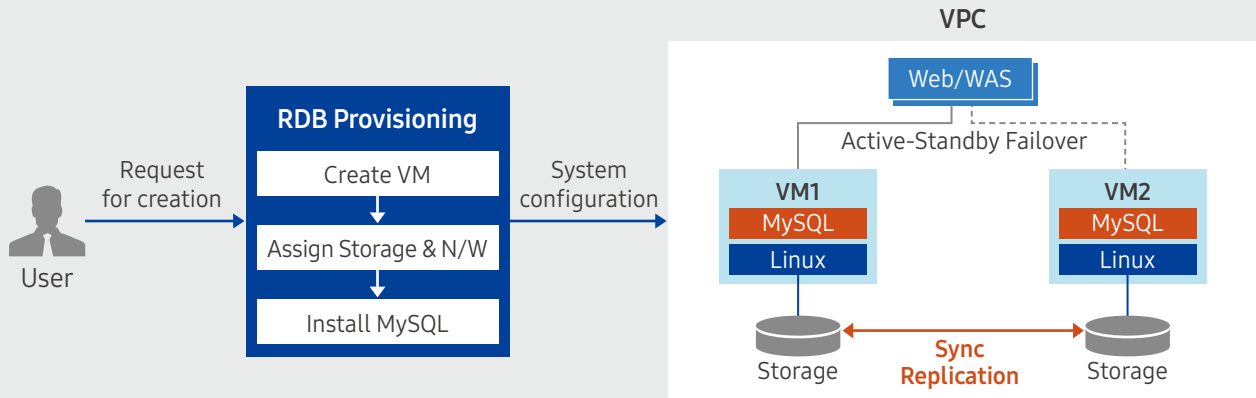 User
Request
for creation
RDB Provisioning
Create VM
Assign Storage & N/W
Install MySQL
System
configuration
VPC
Web/WAS
Active-Standby Failover
VM1
MySQL
Linux
Storage
VM2
MySQL
Linux
Storage
Sync
Replication